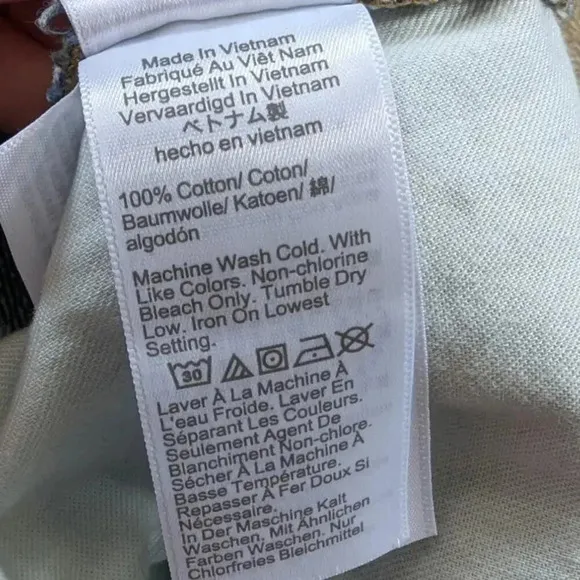 Made In Vietnam
Fabriqué Au Việt Nam
Hergestellt In Vietnam
Vervaardigd In Vietnam
ベトナム製
hecho en vietnam
100% Cotton/ Coton/
Baumwolle/ Katoen/ 綿/
algodón
Machine Wash Cold. With
Like Colors. Non-chlorine
Bleach Only. Tumble Dry
Low. Iron On Lowest
Setting.
30
Laver À La Machine À
L'eau Froide. Laver En
Séparant Les Couleurs.
Seulement Agent De
Blanchiment Non-chlore.
Sécher À La Machine À
Basse Température.
Repasser À Fer Doux Si
Nécessaire.
In Der Maschine Kalt
Waschen, Mit Ähnlichen
Farben Waschen. Nur
Chlorfreies Bleichmittel